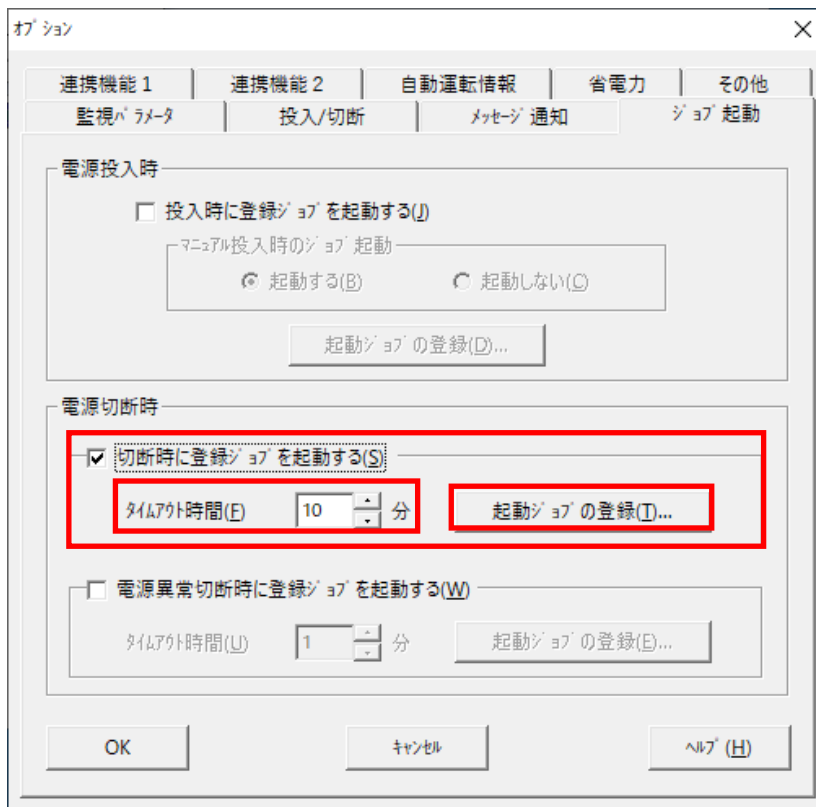 ｵﾌﾟｼｮﾝ
連携機能１ 連携機能２ 自動運転情報 省電力 その他
監視ﾊﾟﾗﾒｰﾀ 投入/切断 ﾒｯｾｰｼﾞ通知 ｼﾞｮﾌﾞ起動
電源投入時
投入時に登録ｼﾞｮﾌﾞを起動する(J)
ﾏﾆｭｱﾙ投入時のｼﾞｮﾌﾞ起動
起動する(B) 起動しない(C)
起動ｼﾞｮﾌﾞの登録(D)...
電源切断時
切断時に登録ｼﾞｮﾌﾞを起動する(S)
ﾀｲﾑｱｳﾄ時間(F) 10 分 起動ｼﾞｮﾌﾞの登録(T)...
電源異常切断時に登録ｼﾞｮﾌﾞを起動する(W)
ﾀｲﾑｱｳﾄ時間(U) 1 分 起動ｼﾞｮﾌﾞの登録(E)...
OK ｷｬﾝｾﾙ ﾍﾙﾌﾟ(H)